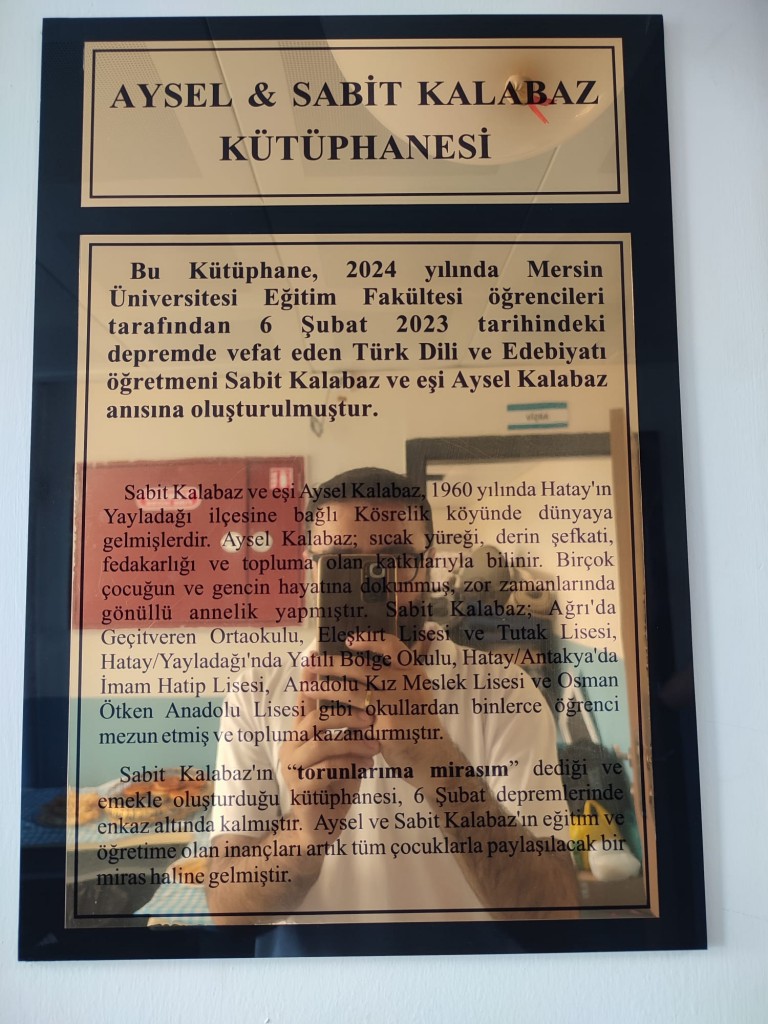 AYSEL & SABİT KALABAZ
KÜTÜPHANESİ
Bu Kütüphane, 2024 yılında Mersin
Üniversitesi Eğitim Fakültesi öğrencileri
tarafından 6 Şubat 2023 tarihindeki
depremde vefat eden Türk Dili ve Edebiyatı
öğretmeni Sabit Kalabaz ve eşi Aysel Kalabaz
anısına oluşturulmuştur.
Sabit Kalabaz ve eşi Aysel Kalabaz, 1960 yılında Hatay'ın
Yayladağı ilçesine bağlı Kösrelik köyünde dünyaya
gelmişlerdir. Aysel Kalabaz; sıcak yüreği, derin şefkati,
fedakarlığı ve topluma olan katkılarıyla bilinir. Birçok
çocuğun ve gencin hayatına dokunmuş, zor zamanlarında
gönüllü annelik yapmıştır. Sabit Kalabaz; Ağrı'da
Geçitveren Ortaokulu, Eleşkirt Lisesi ve Tutak Lisesi,
Hatay/Yayladağı'nda Yatılı Bölge Okulu, Hatay/Antakya'da
İmam Hatip Lisesi, Anadolu Kız Meslek Lisesi ve Osman
Ötken Anadolu Lisesi gibi okullardan binlerce öğrenci
mezun etmiş ve topluma kazandırmıştır.
Sabit Kalabaz'ın “torunlarıma mirasım” dediği ve
emekle oluşturduğu kütüphanesi, 6 Şubat depremlerinde
enkaz altında kalmıştır. Aysel ve Sabit Kalabaz'ın eğitim ve
öğretime olan inançları artık tüm çocuklarla paylaşılacak bir
miras haline gelmiştir.